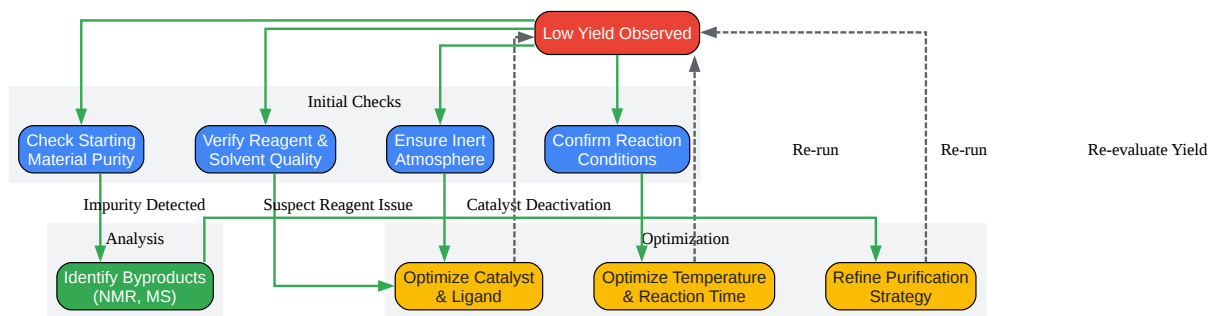 Low Yield Observed
Initial Checks
Check Starting
Material Purity
Verify Reagent &
Solvent Quality
Ensure Inert
Atmosphere
Confirm Reaction
Conditions
Re-run
Re-run
Re-evaluate Yield
Impurity Detected
Suspect Reagent Issue
Catalyst Deactivation
Analysis
Optimization
Identify Byproducts
(NMR, MS)
Optimize Catalyst
& Ligand
Optimize Temperature
& Reaction Time
Refine Purification
Strategy